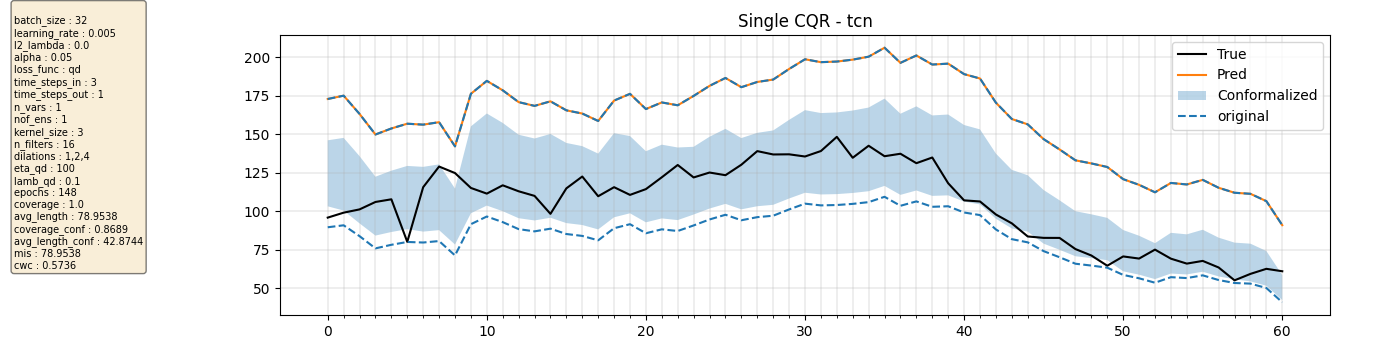 batch_size : 32
learning_rate : 0.005
l2_lambda : 0.0
alpha : 0.05
loss_func : qd
time_steps_in : 3
time_steps_out : 1
n_vars : 1
nof_ens : 1
kernel_size : 3
n_filters : 16
dilations : 1,2,4
eta_qd : 100
lamb_qd : 0.1
epochs : 148
coverage : 1.0
avg_length : 78.9538
coverage_conf : 0.8689
avg_length_conf : 42.8744
mis : 78.9538
cwc : 0.5736
Single CQR - tcn
200
175
150
125
100
75
50
0 10 20 30 40 50 60
True
Pred
Conformalized
original